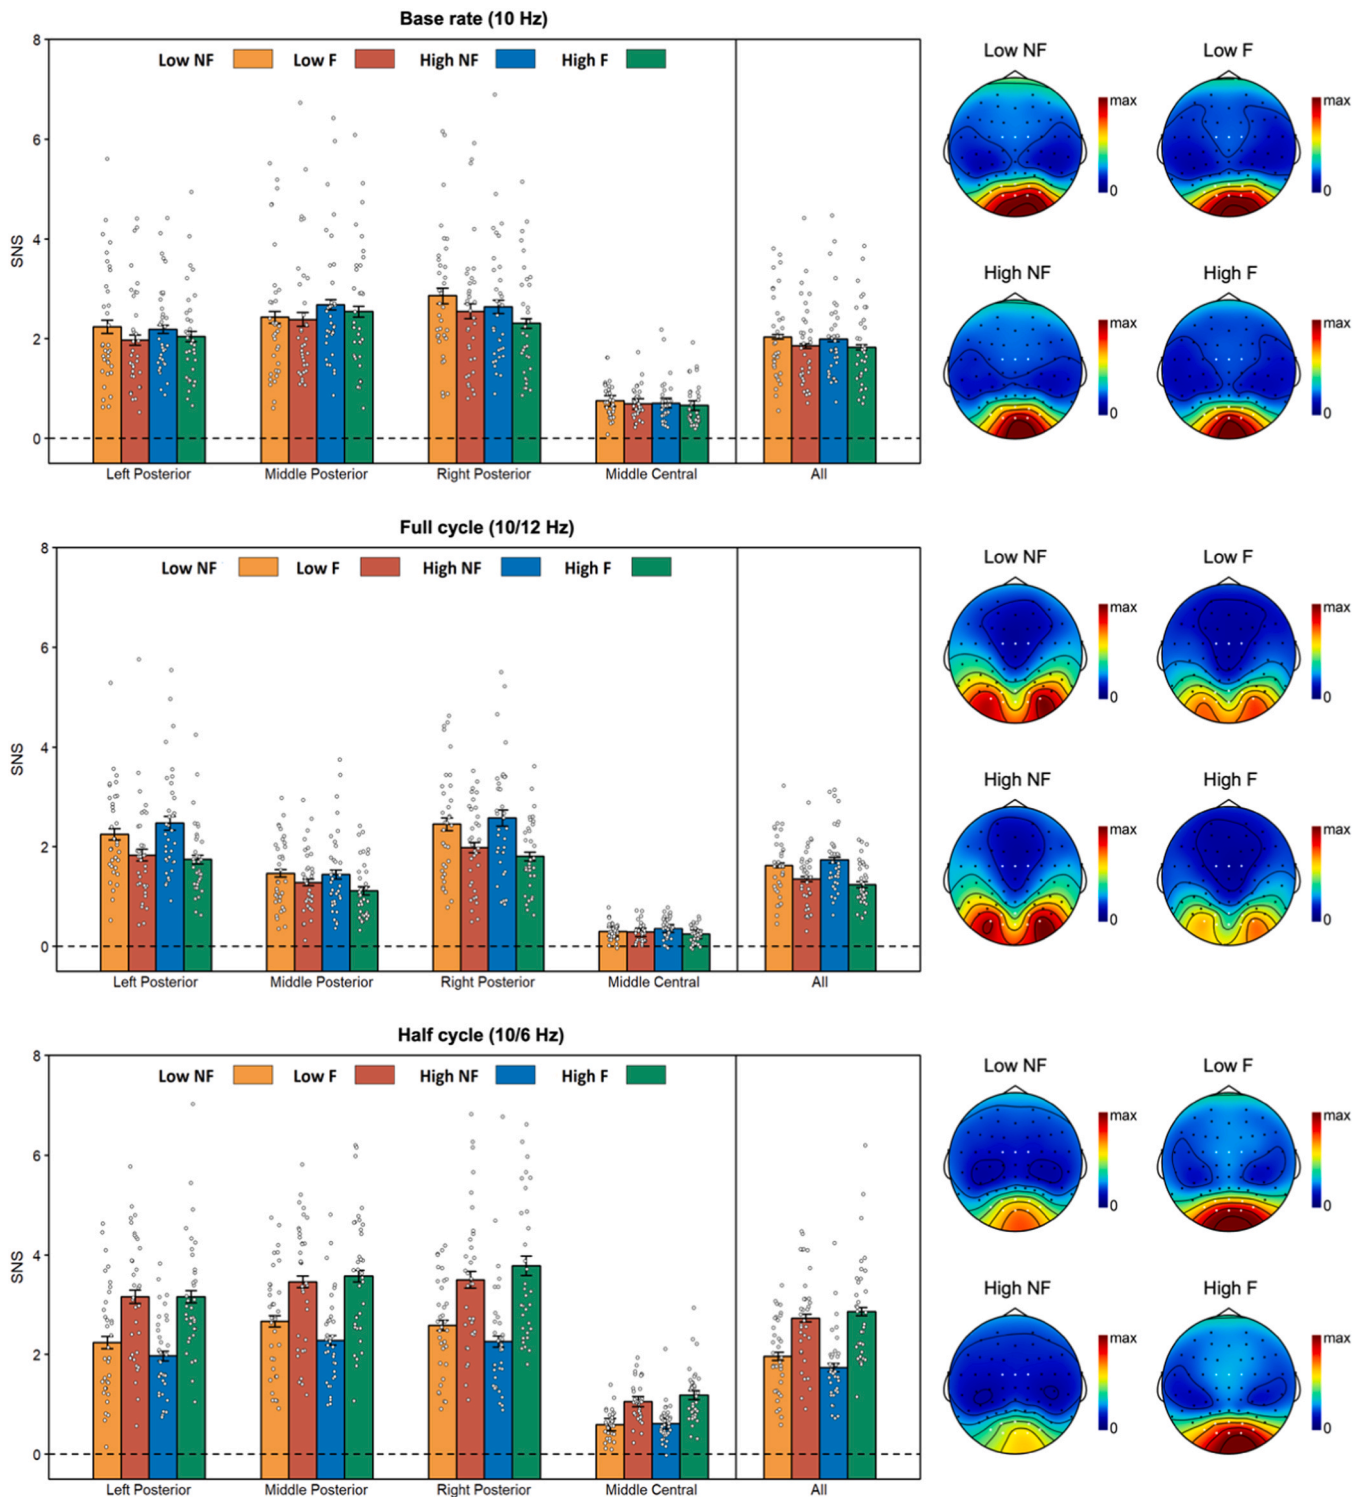 Base rate (10 Hz)
8
6
4
2
0
SNS
Low NF Low F High NF High F
Left Posterior Middle Posterior Right Posterior Middle Central All
Low NF Low F
max max
0 0
High NF High F
max max
0 0
Full cycle (10/12 Hz)
8
6
4
2
0
SNS
Low NF Low F High NF High F
Left Posterior Middle Posterior Right Posterior Middle Central All
Low NF Low F
max max
0 0
High NF High F
max max
0 0
Half cycle (10/6 Hz)
8
6
4
2
0
SNS
Low NF Low F High NF High F
Left Posterior Middle Posterior Right Posterior Middle Central All
Low NF Low F
max max
0 0
High NF High F
max max
0 0